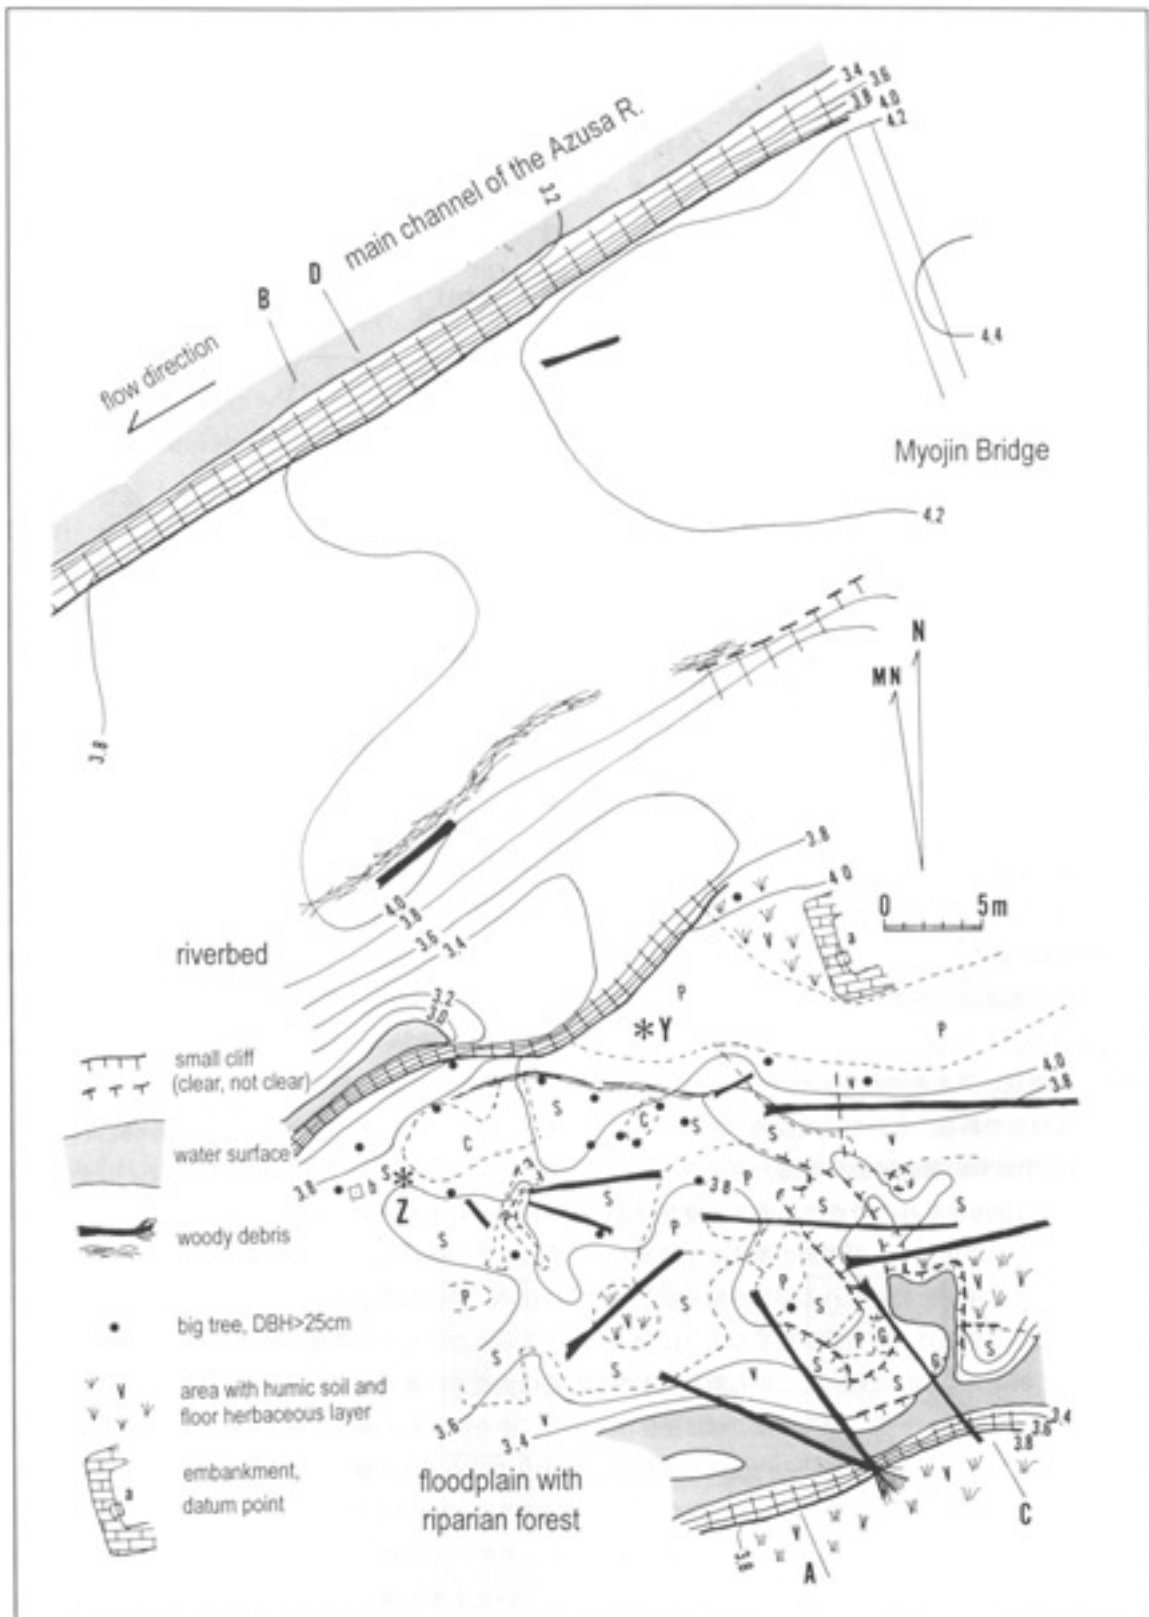 3.4
3.6
3.8
4.0
4.2
main channel of the Azusa R.
3.2
D
B
flow direction
4.4
Myojin Bridge
4.2
N
MN
3.8
3.8
4.0
0 5m
a
4.0
3.8
3.6
3.4
riverbed
3.2
3.0
P
Y
P
small cliff
(clear, not clear)
4.0
3.8
V
S
C
S
S
V
C
water surface
3.8
b
S
Z
P
3.8
S
S
S
P
woody debris
P
V
P
S
V
big tree, DBH>25cm
S
P
G
S
G
S
S
V
S
area with humic soil and
floor herbaceous layer
3.6
V
3.4
3.4
3.6
3.8
V
embankment,
datum point
a
floodplain with
riparian forest
C
3.8
V
A